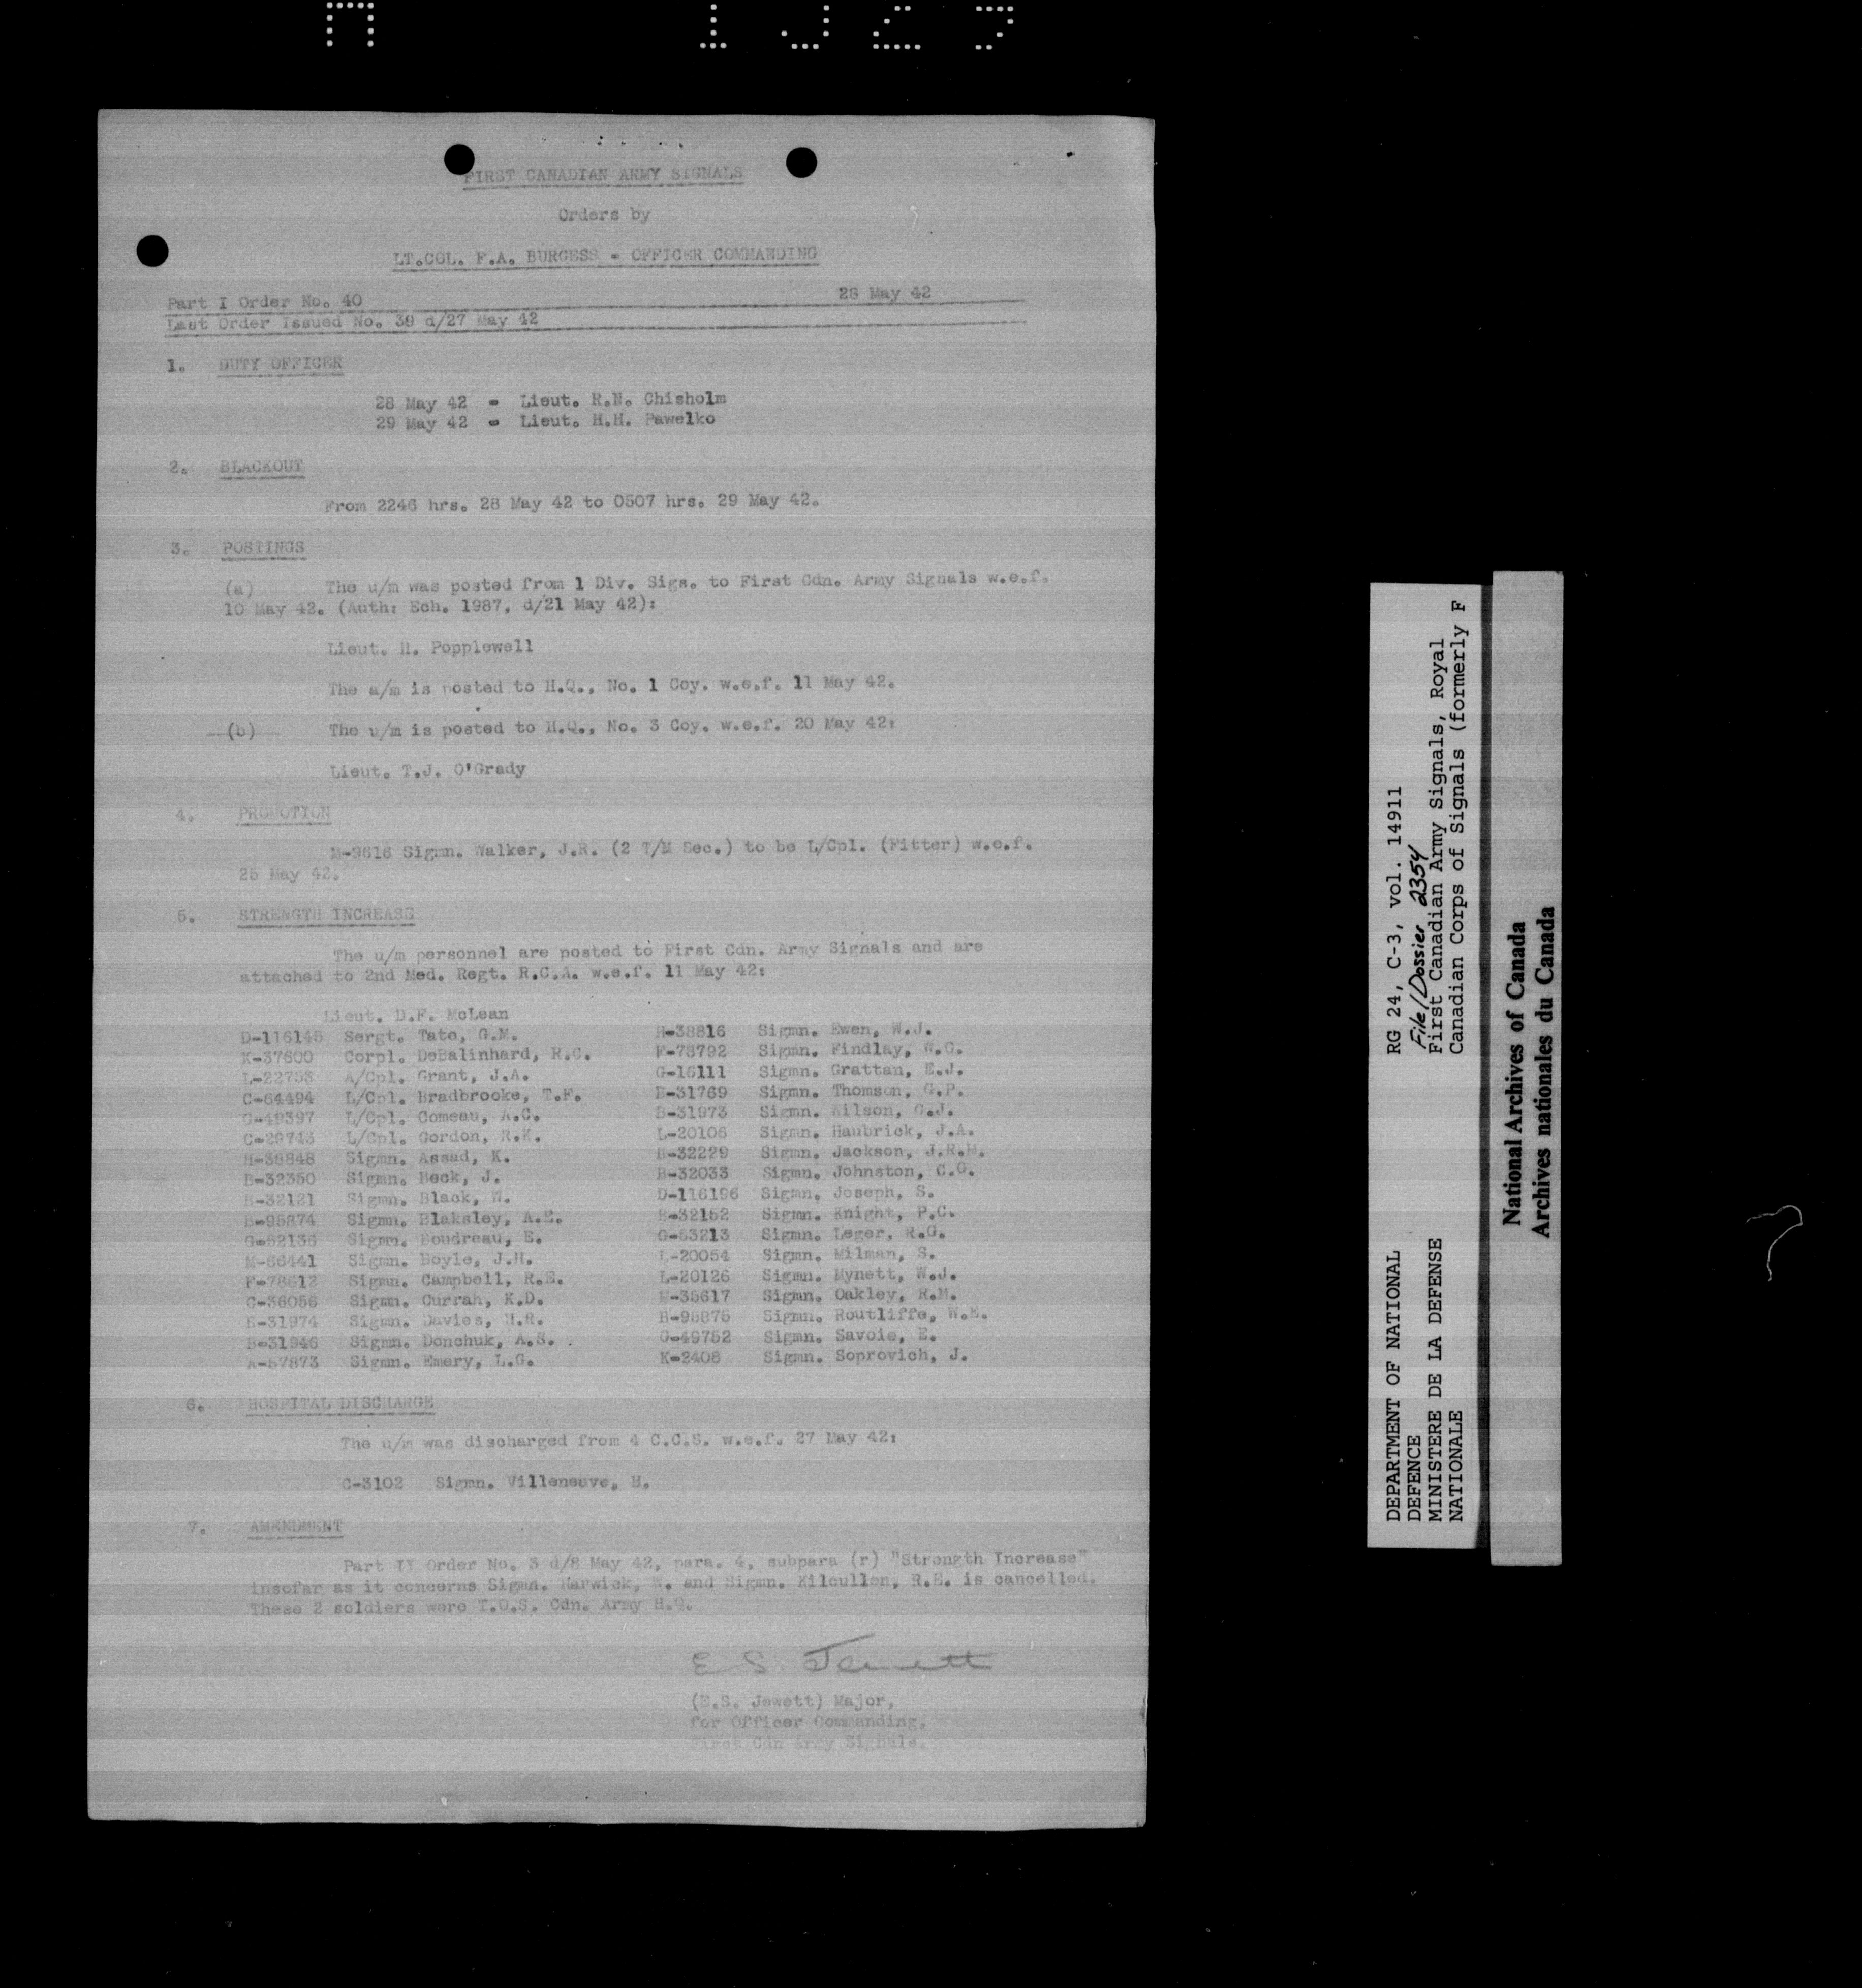 FIRST CANADIAN ARMY SIGNALS
Orders by
LT.COL. F.A. BURGESS - OFFICER COMMANDING
Part I Order No. 40 28 May 42
Last Order Issued No. 39 d/27 May 42
1. DUTY OFFICER
28 May 42 - Lieut. R.N. Chisholm
29 May 42 - Lieut. H.H. Pawelko
2. BLACKOUT
From 2246 hrs. 28 May 42 to 0507 hrs. 29 May 42.
3. POSTINGS
(a) The u/m was posted from 1 Div. Sigs. to First Cdn. Army Signals w.e.f.
10 May 42. (Auth: Ech. 1987, d/21 May 42):
Lieut. H. Popplewell
The a/m is posted to H.Q., No. 1 Coy. w.e.f. 11 May 42.
(b) The u/m is posted to H.Q., No. 3 Coy. w.e.f. 20 May 42:
Lieut. T.J. O'Grady
4. PROMOTION
M-3616 Sigmn. Walker, J.R. (2 T/M Sec.) to be L/Cpl. (Fitter) w.e.f.
25 May 42.
5. STRENGTH INCREASE
The u/m personnel are posted to First Cdn. Army Signals and are
attached to 2nd Med. Regt. R.C.A. w.e.f. 11 May 42:
Lieut. D.F. McLean
D-116145 Sergt. Tate, G.M.
K-37600 Corpl. DeBalinhard, R.C.
L-22753 A/Cpl. Grant, J.A.
C-64494 L/Cpl. Bradbrooke, T.F.
G-49397 L/Cpl. Comeau, A.C.
C-29743 L/Cpl. Gordon, R.K.
H-38848 Sigmn. Assad, K.
B-32350 Sigmn. Beck, J.
B-32121 Sigmn. Black, W.
B-95874 Sigmn. Blaksley, A.E.
G-52136 Sigmn. Boudreau, E.
M-66441 Sigmn. Boyle, J.H.
F-78612 Sigmn. Campbell, R.E.
C-36056 Sigmn. Currah, K.D.
B-31974 Sigmn. Davies, H.R.
B-31946 Sigmn. Donchuk, A.S.
A-57873 Sigmn. Emery, L.G.
H-38816 Sigmn. Ewen, W.J.
F-78792 Sigmn. Findlay, W.G.
G-16111 Sigmn. Grattan, E.J.
B-31769 Sigmn. Thomson, G.P.
B-31973 Sigmn. Wilson, G.J.
L-20106 Sigmn. Haubrick, J.A.
B-32229 Sigmn. Jackson, J.R.H.
B-32033 Sigmn. Johnston, C.G.
D-116196 Sigmn. Joseph, S.
B-32152 Sigmn. Knight, P.C.
G-53213 Sigmn. Leger, R.G.
L-20054 Sigmn. Milman, S.
L-20126 Sigmn. Mynett, W.J.
M-35617 Sigmn. Oakley, R.M.
B-95875 Sigmn. Routliffe, W.E.
G-49752 Sigmn. Savoie, E.
K-2408 Sigmn. Soprovich, J.
6. HOSPITAL DISCHARGE
The u/m was discharged from 4 C.C.S. w.e.f. 27 May 42:
C-3102 Sigmn. Villeneuve, H.
7. AMENDMENT
Part II Order No. 3 d/8 May 42, para. 4, subpara (r) "Strength Increase"
insofar as it concerns Sigmn. Harwick, W. and Sigmn. Kilcullen, R.E. is cancelled.
These 2 soldiers were T.O.S. Cdn. Army H.Q.
E S Jewett
(E.S. Jewett) Major,
for Officer Commanding,
First Cdn Army Signals.
DEPARTMENT OF NATIONAL
DEFENCE
MINISTERE DE LA DEFENSE
NATIONALE
RG 24, C-3, vol. 14911
File/Dossier 2354
First Canadian Army Signals, Royal
Canadian Corps of Signals (formerly F
National Archives of Canada
Archives nationales du Canada